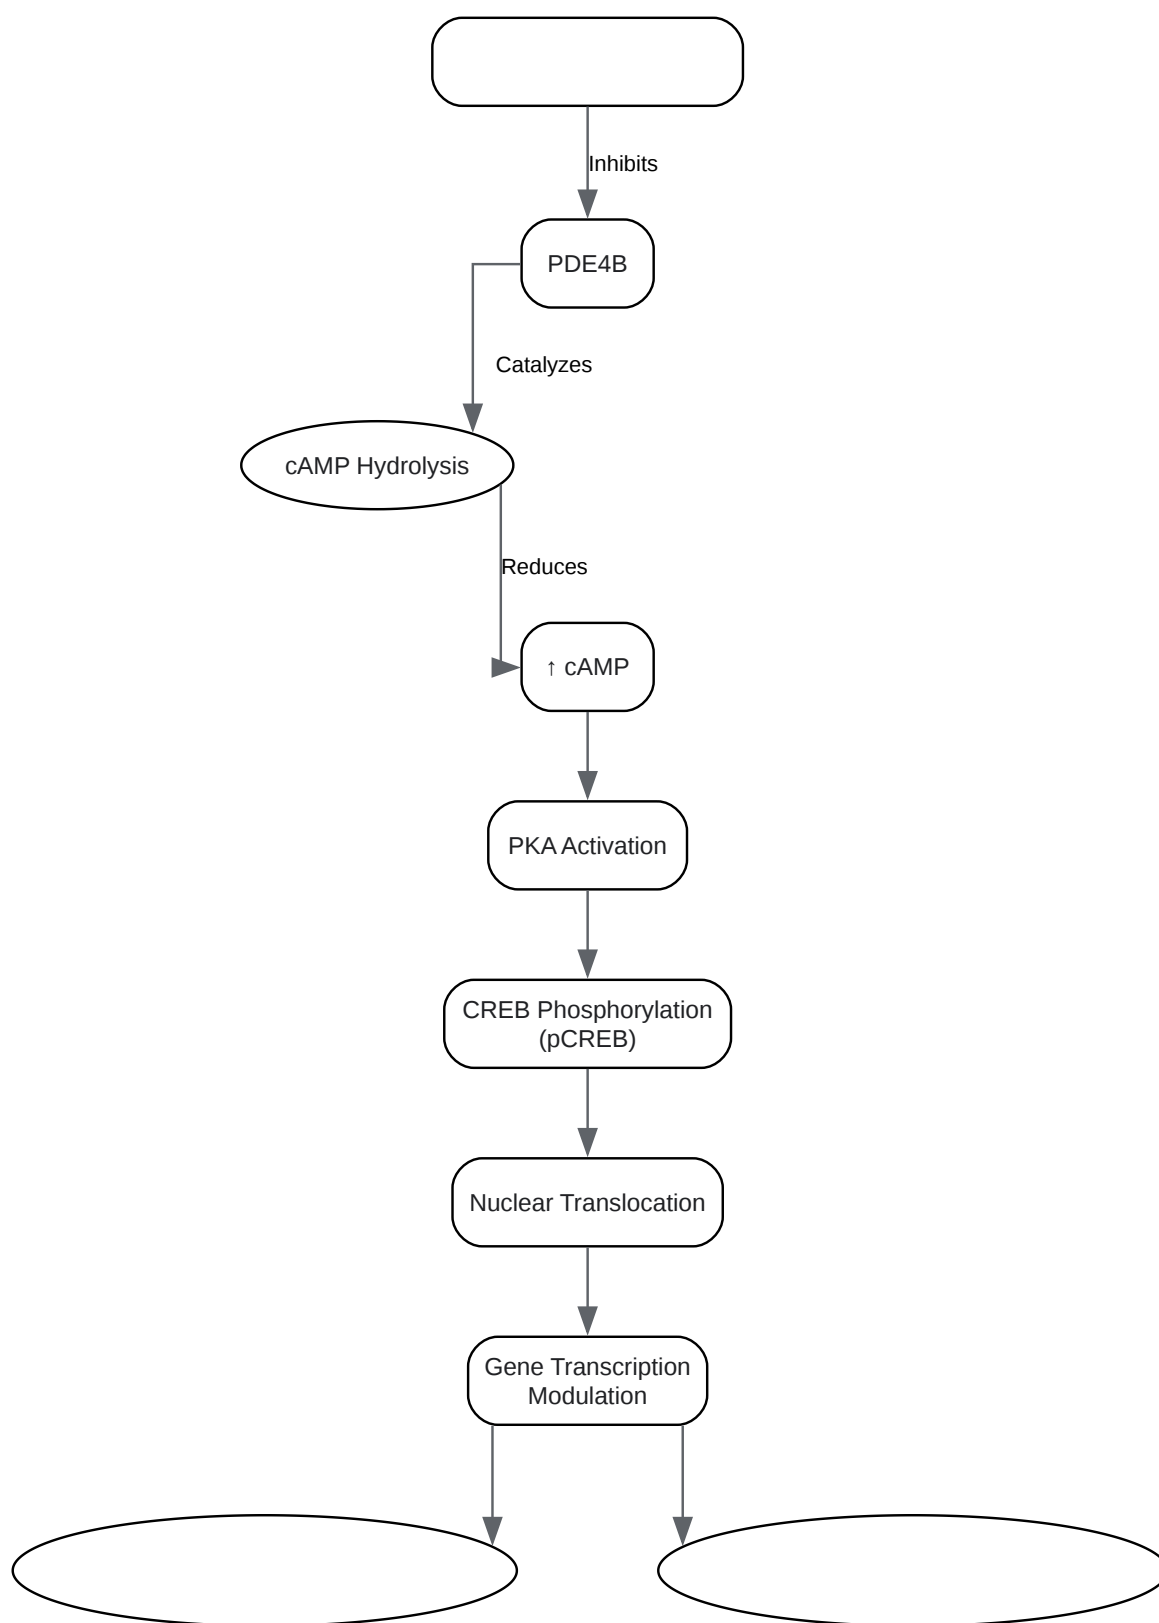 Inhibits
PDE4B
Catalyzes
cAMP Hydrolysis
Reduces
↑ cAMP
PKA Activation
CREB Phosphorylation
(pCREB)
Nuclear Translocation
Gene Transcription
Modulation